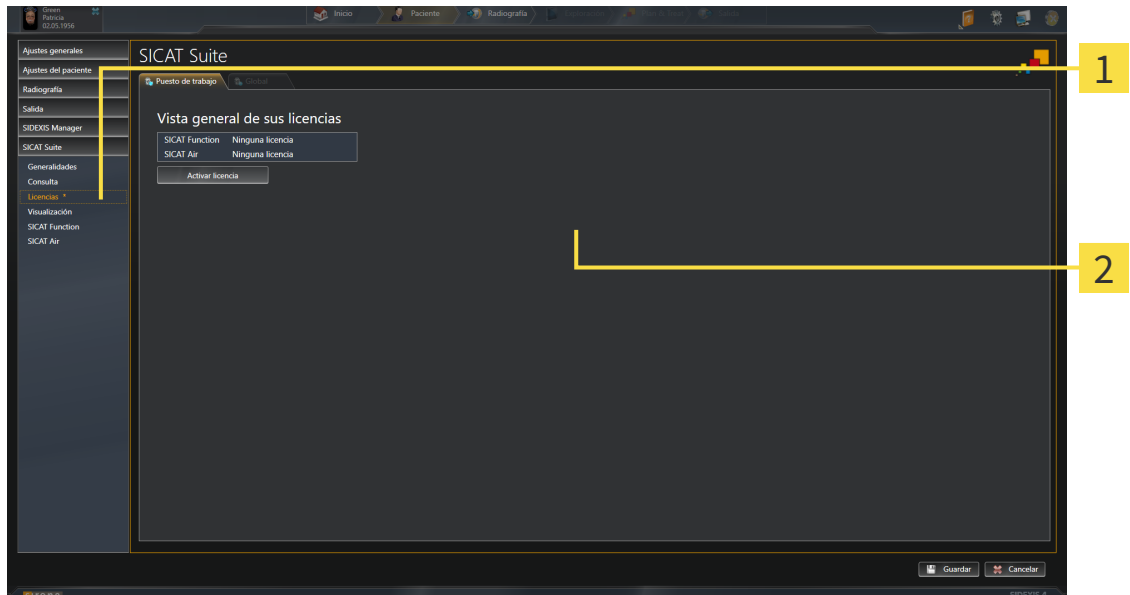 Green
Patricia
02.05.1956
Inicio
Paciente
Radiografía
Ajustes generales
Ajustes del paciente
Radiografía
Salida
SIDEXIS Manager
SICAT Suite
Generalidades
Consulta
Licencias *
Visualización
SICAT Function
SICAT Air
SICAT Suite
Puesto de trabajo
Global
Vista general de sus licencias
SICAT Function Ninguna licencia
SICAT Air Ninguna licencia
Activar licencia
1
2
Guardar
Cancelar
SIDEXIS 4